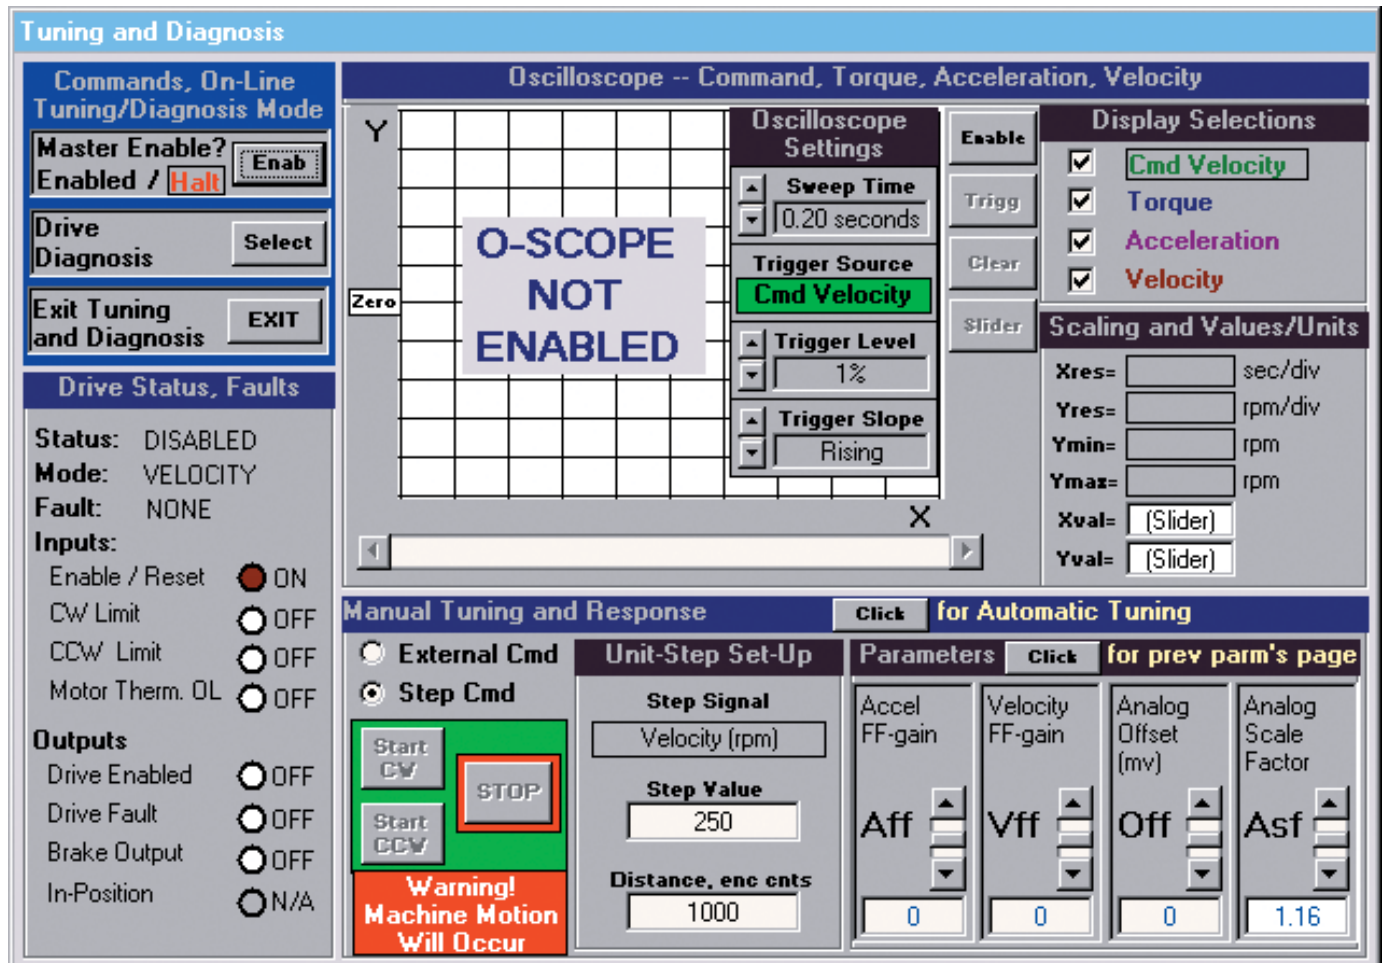 Tuning and Diagnosis
Commands, On-Line
Tuning/Diagnosis Mode
Master Enable?
Enabled / Halt
Enab
Drive
Diagnosis
Select
Exit Tuning
and Diagnosis
EXIT
Drive Status, Faults
Status: DISABLED
Mode: VELOCITY
Fault: NONE
Inputs:
Enable / Reset ON
CW Limit OFF
CCW Limit OFF
Motor Therm. OL OFF
Outputs
Drive Enabled OFF
Drive Fault OFF
Brake Output OFF
In-Position N/A
Oscilloscope -- Command, Torque, Acceleration, Velocity
Y
Zero
O-SCOPE
NOT
ENABLED
X
Oscilloscope
Settings
Sweep Time
0.20 seconds
Trigger Source
Cmd Velocity
Trigger Level
1%
Trigger Slope
Rising
Enable
Trigg
Clear
Slider
Display Selections
Cmd Velocity
Torque
Acceleration
Velocity
Scaling and Values/Units
Xres= sec/div
Yres= rpm/div
Ymin= rpm
Ymax= rpm
Xval= (Slider)
Yval= (Slider)
Manual Tuning and Response Click for Automatic Tuning
External Cmd
Step Cmd
Start
CW
Start
CCW
STOP
Warning!
Machine Motion
Will Occur
Unit-Step Set-Up
Step Signal
Velocity (rpm)
Step Value
250
Distance, enc cnts
1000
Parameters Click for prev parm's page
Accel
FF-gain
Aff
0
Velocity
FF-gain
Vff
0
Analog
Offset
(mv)
Off
0
Analog
Scale
Factor
Asf
1.16